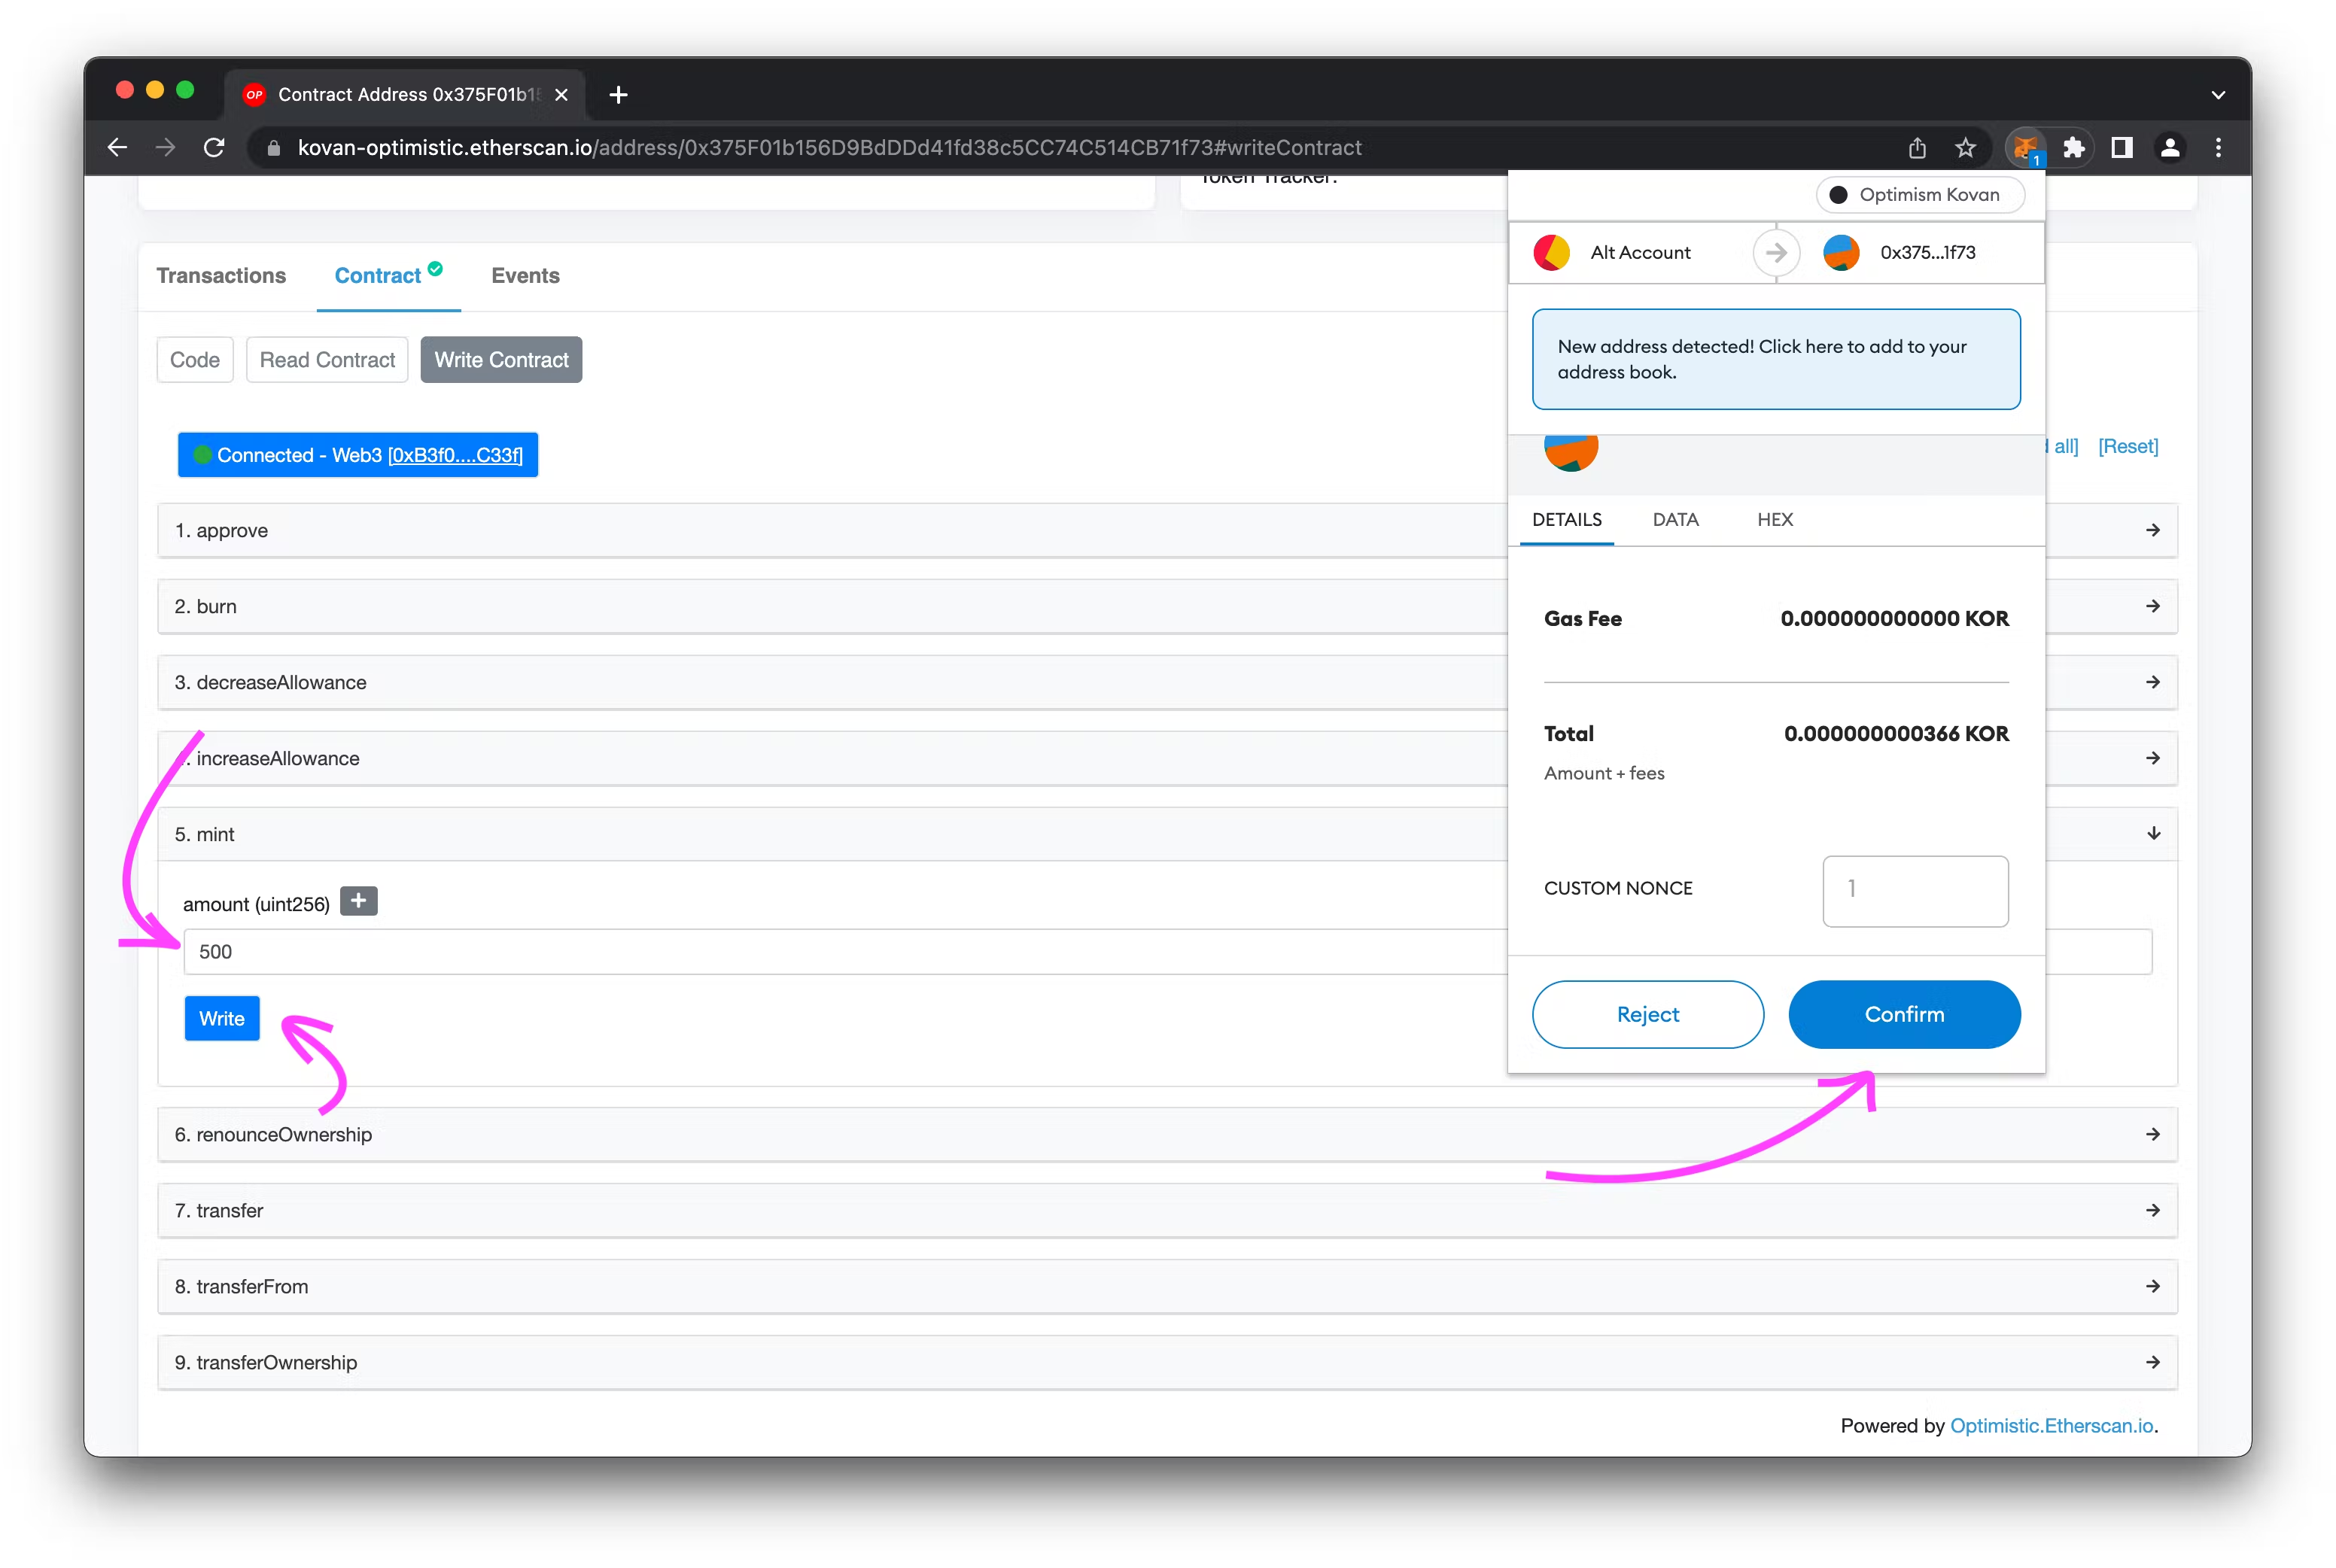 OP Contract Address 0x375F01b15
kovan-optimistic.etherscan.io/address/0x375F01b156D9BdDDd41fd38c5CC74C514CB71f73#writeContract
1
Token Tracker:
Optimism Kovan
Alt Account
0x375...1f73
Transactions
Contract
Events
New address detected! Click here to add to your
address book.
Code
Read Contract
Write Contract
Connected - Web3 [0xB3f0....C33f]
all]
[Reset]
DETAILS
DATA
HEX
1. approve
2. burn
Gas Fee
0.000000000000 KOR
3. decreaseAllowance
Total
0.000000000366 KOR
Amount + fees
. increaseAllowance
5. mint
CUSTOM NONCE
1
amount (uint256)
500
Write
Reject
Confirm
6. renounceOwnership
7. transfer
8. transferFrom
9. transferOwnership
Powered by Optimistic.Etherscan.io.